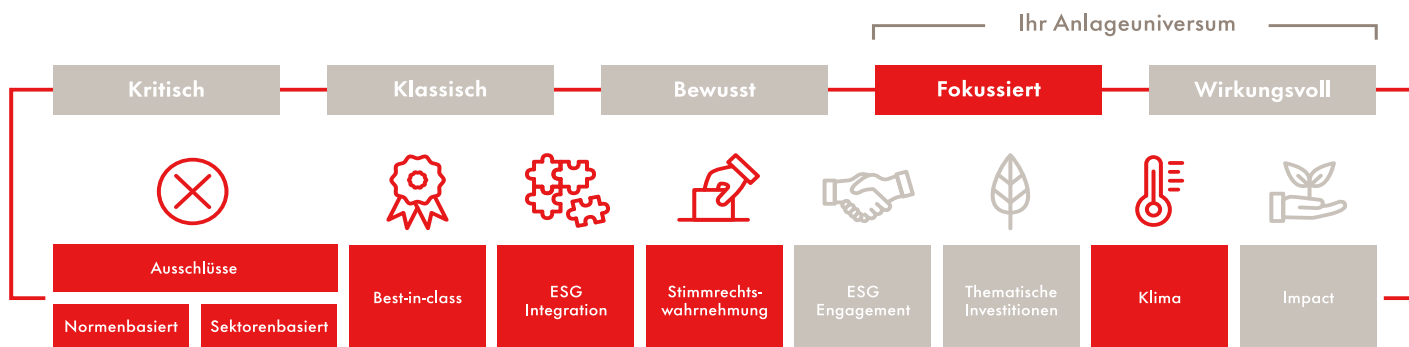 Ihr Anlageuniversum
Kritisch
Klassisch
Bewusst
Fokussiert
Wirkungsvoll
Ausschlüsse
Normenbasiert
Sektorenbasiert
Best-in-class
ESG
Integration
Stimmrechts-
wahrnehmung
ESG
Engagement
Thematische
Investitionen
Klima
Impact